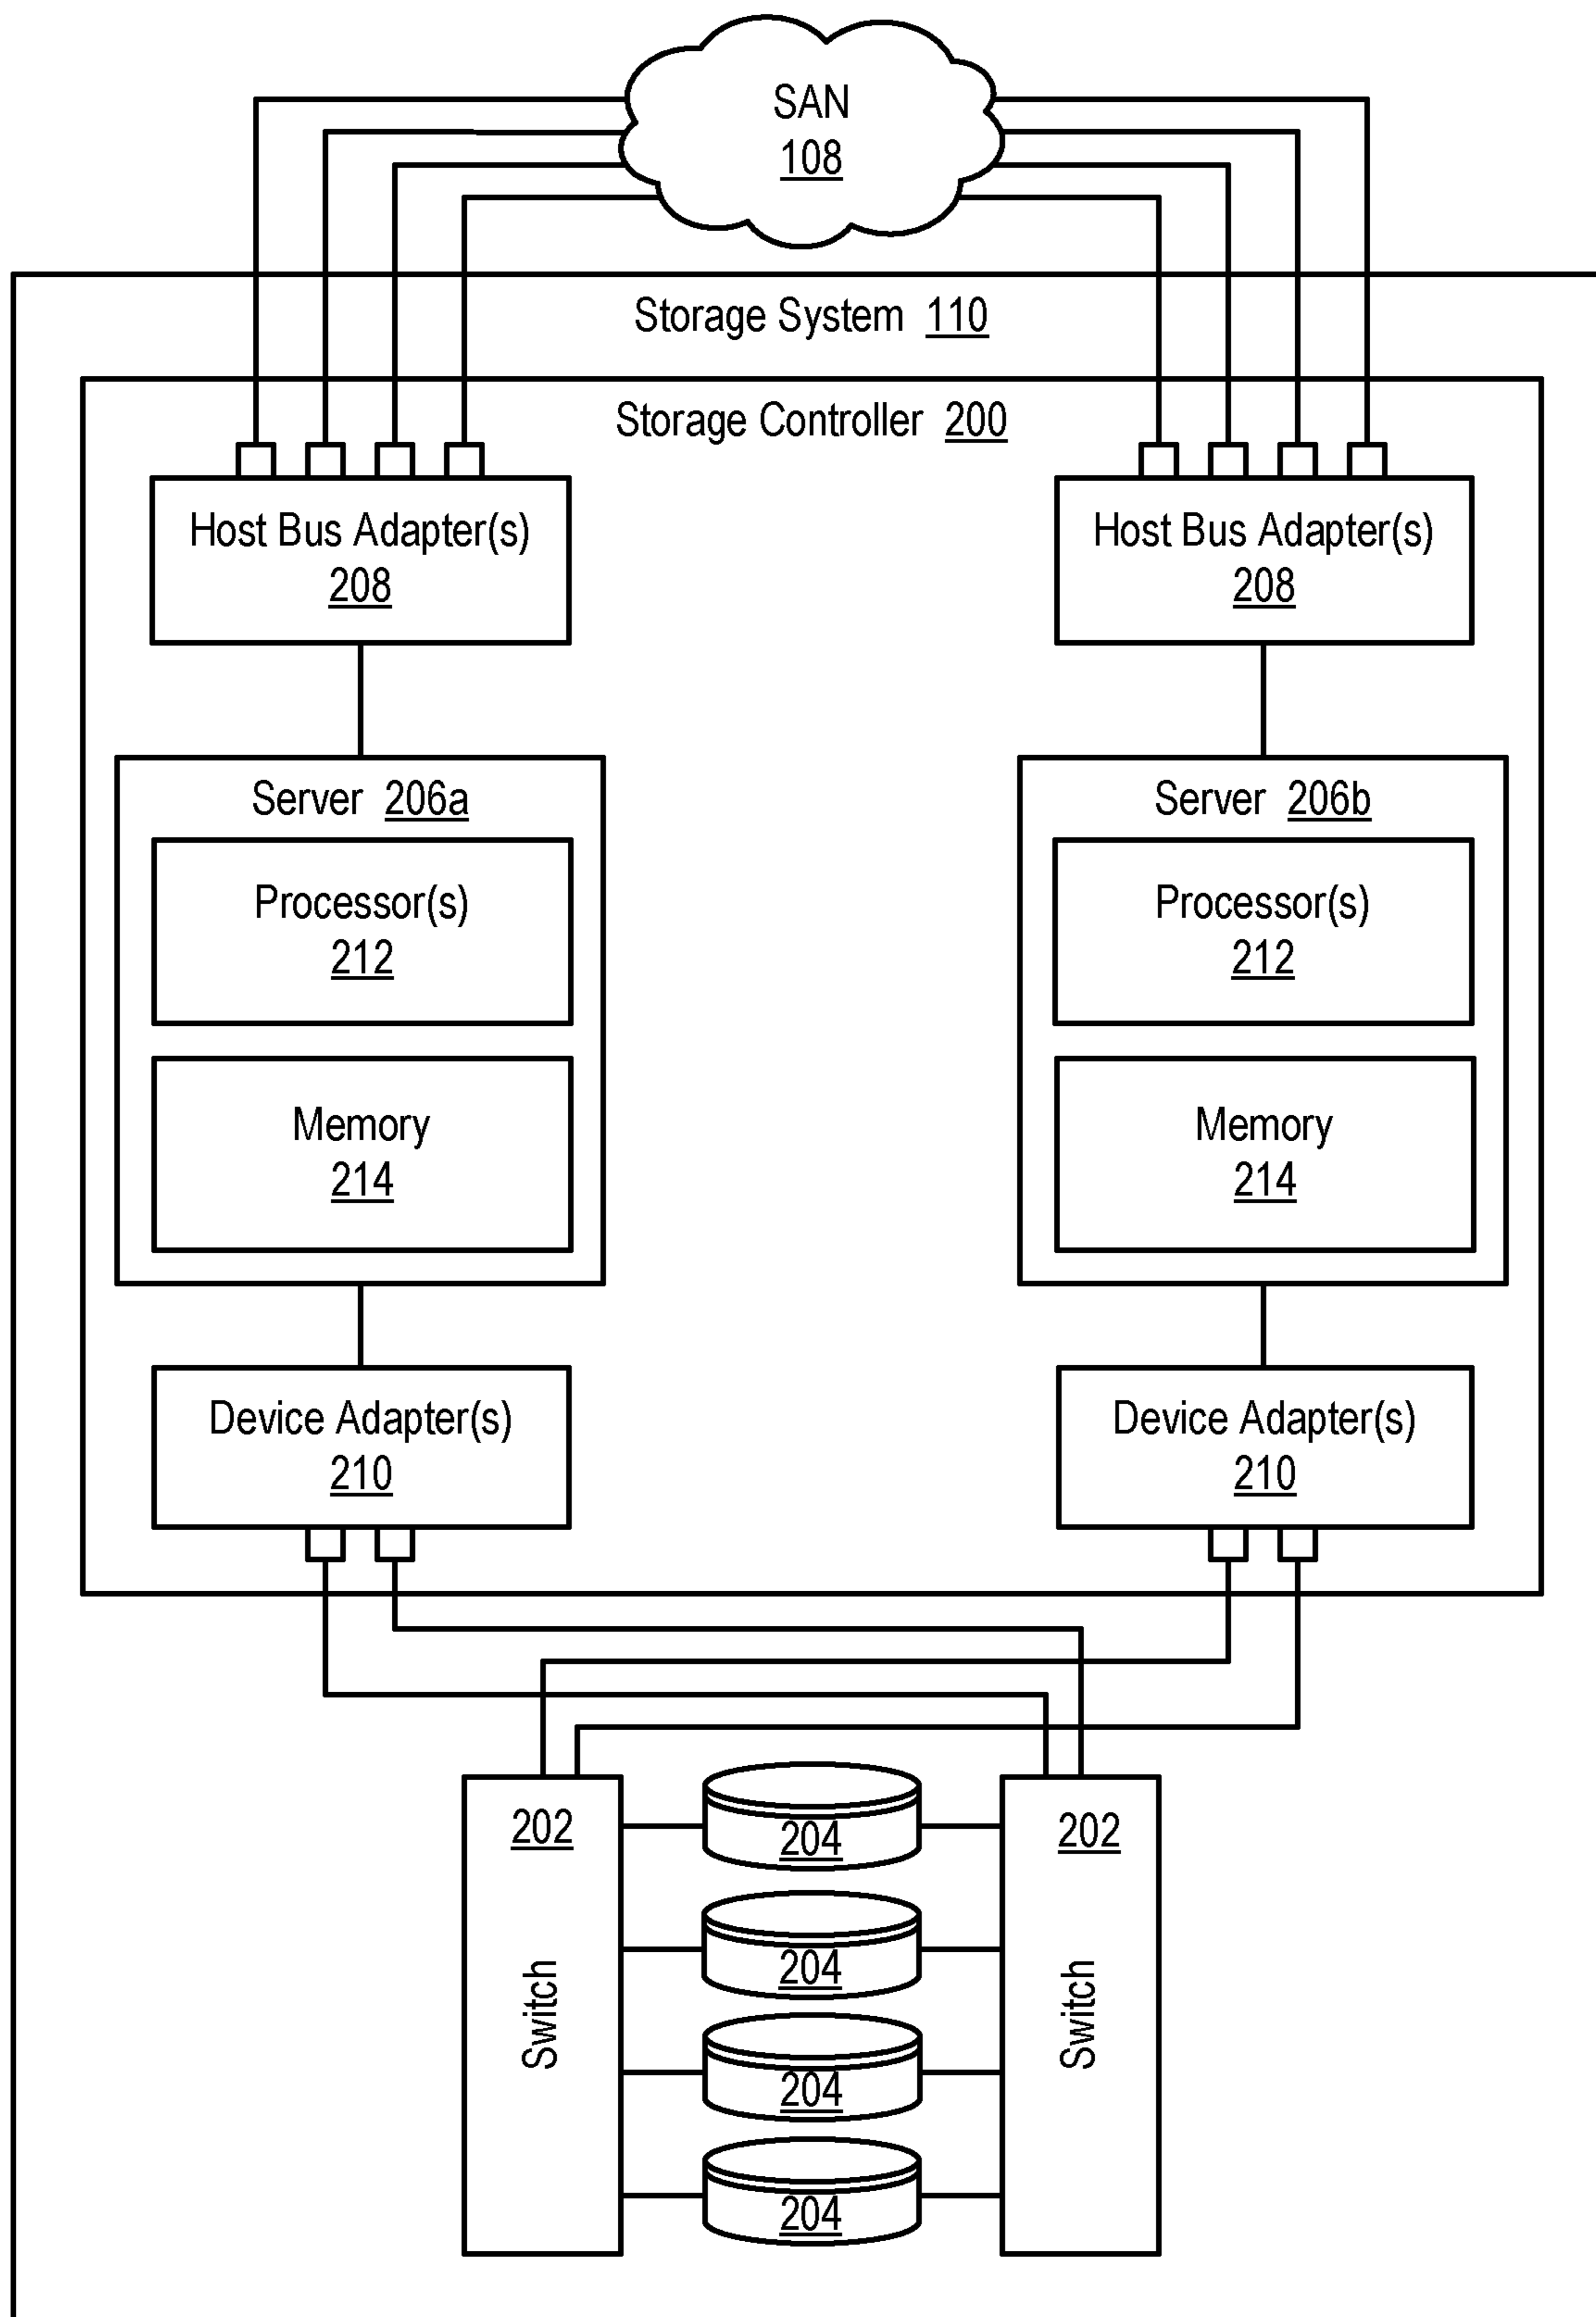 SAN
108
Storage System 110
Storage Controller 200
Host Bus Adapter(s)
208
Host Bus Adapter(s)
208
Server 206a
Processor(s)
212
Memory
214
Server 206b
Processor(s)
212
Memory
214
Device Adapter(s)
210
Device Adapter(s)
210
202
Switch
204
204
204
204
202
Switch